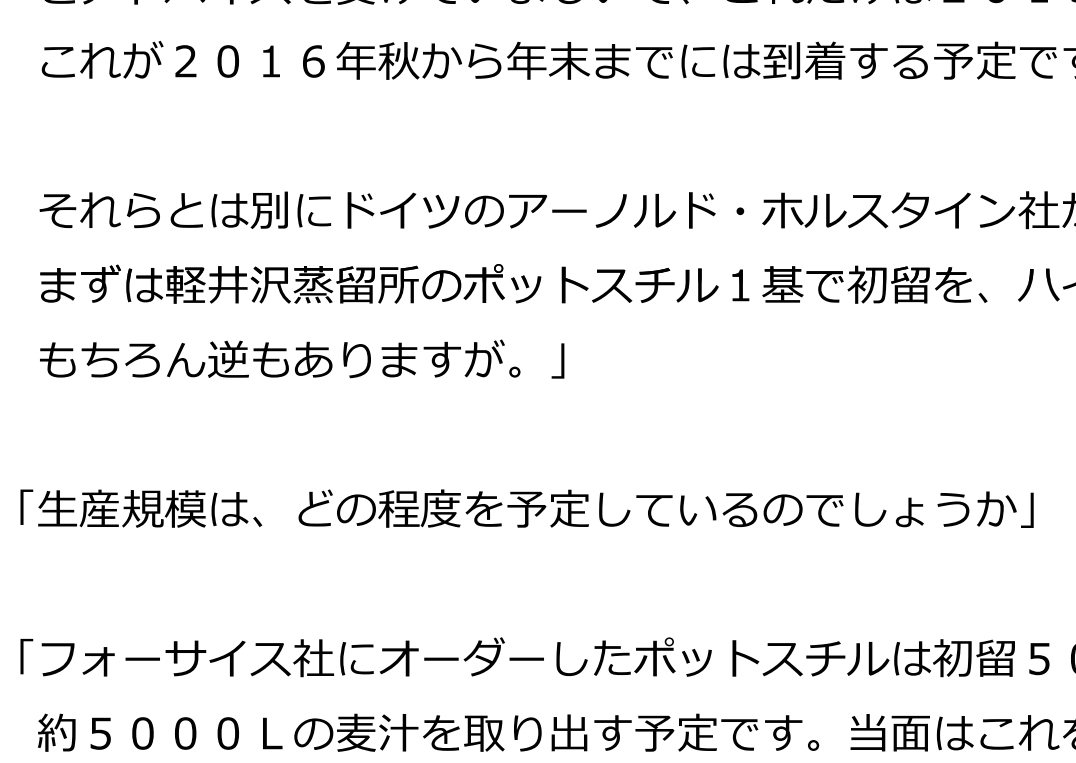 これが２０１６年秋から年末までには到着する予定です
それらとは別にドイツのアーノルド・ホルスタイン社が
まずは軽井沢蒸留所のポットスチル１基で初留を、ハイ
もちろん逆もありますが。」
「生産規模は、どの程度を予定しているのでしょうか」
「フォーサイス社にオーダーしたポットスチルは初留５０
約５０００Ｌの麦汁を取り出す予定です。当面はこれを